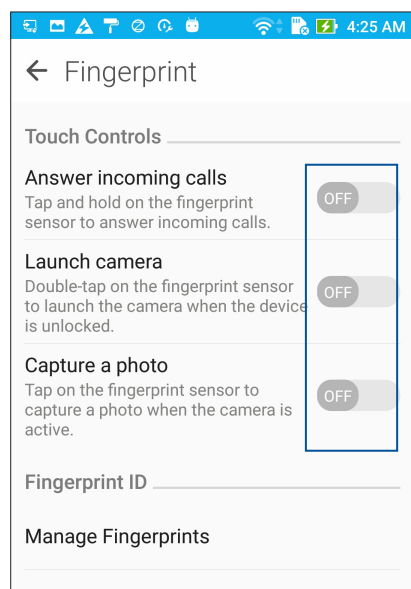 4:25 AM
Fingerprint
Touch Controls
Answer incoming calls
Tap and hold on the fingerprint
sensor to answer incoming calls.
OFF
Launch camera
Double-tap on the fingerprint sensor
to launch the camera when the device
is unlocked.
OFF
Capture a photo
Tap on the fingerprint sensor to
capture a photo when the camera is
active.
OFF
Fingerprint ID
Manage Fingerprints